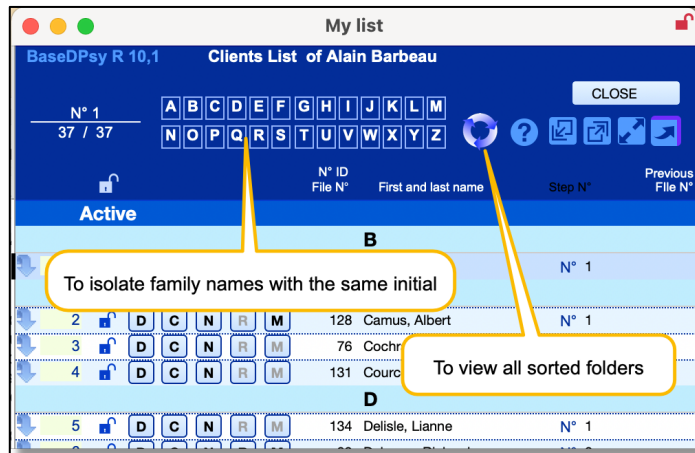 My list
BaseDPsy R 10,1 Clients List of Alain Barbeau
CLOSE
N° 1
37 / 37
A B C D E F G H I J K L M
N O P Q R S T U V W X Y Z
?
N° ID
File N° First and last name Step N° Previous
FIle N°
Active
B
To isolate family names with the same initial
N° 1
2 D C N R M 128 Camus, Albert N° 1
3 D C N R M 76 Cochr
4 D C N R M 131 Courc
To view all sorted folders
D
5 D C N R M 134 Delisle, Lianne N° 1